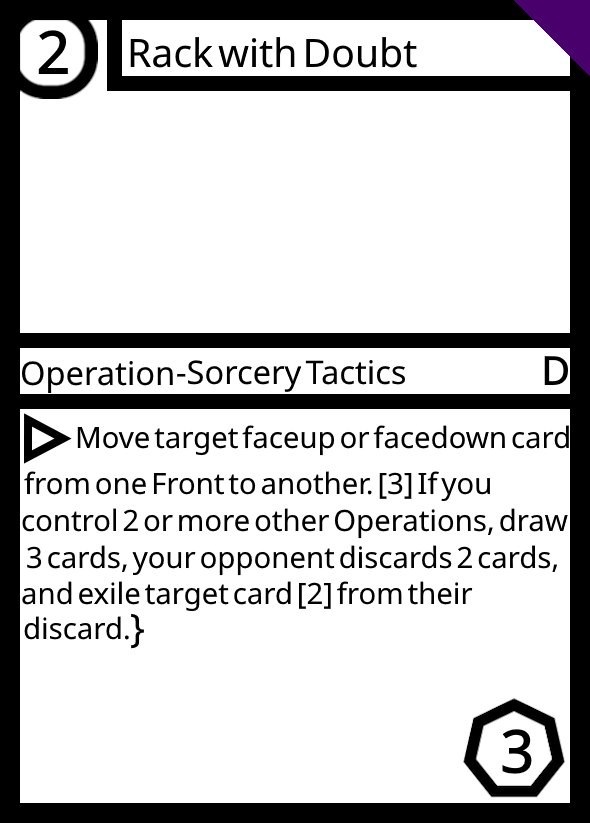 2
Rack with Doubt
Operation-Sorcery Tactics D
Move target faceup or facedown card
from one Front to another. [3] If you
control 2 or more other Operations, draw
3 cards, your opponent discards 2 cards,
and exile target card [2] from their
discard.}
3